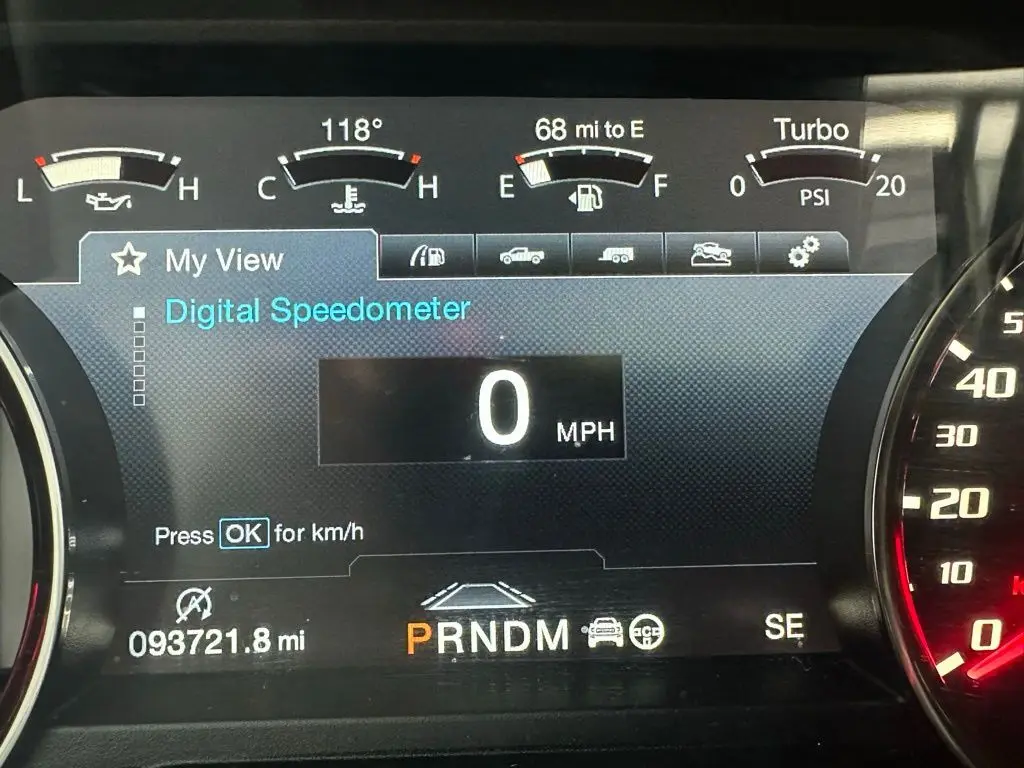 118°
68 mi to E
Turbo
L H
C H
E F
0 PSI 20
My View
Digital Speedometer
0 MPH
Press OK for km/h
5
40
30
20
10
0
A
093721.8 mi
PRNDM
SE